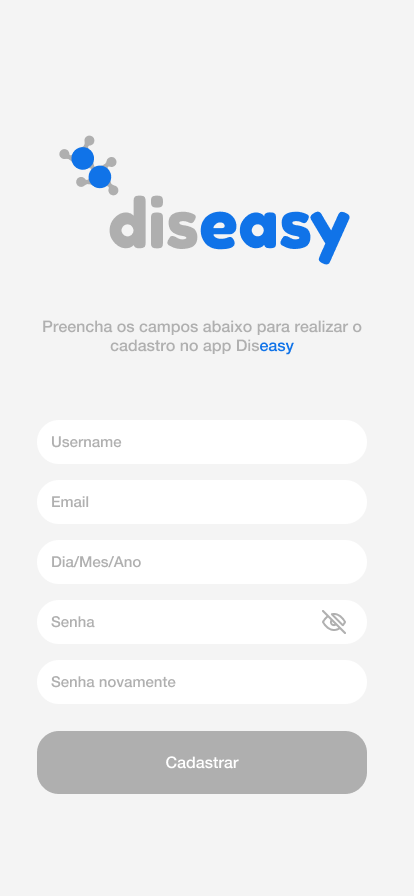 diseasy
Preencha os campos abaixo para realizar o
cadastro no app Diseasy
Username
Email
Dia/Mes/Ano
Senha
Senha novamente
Cadastrar